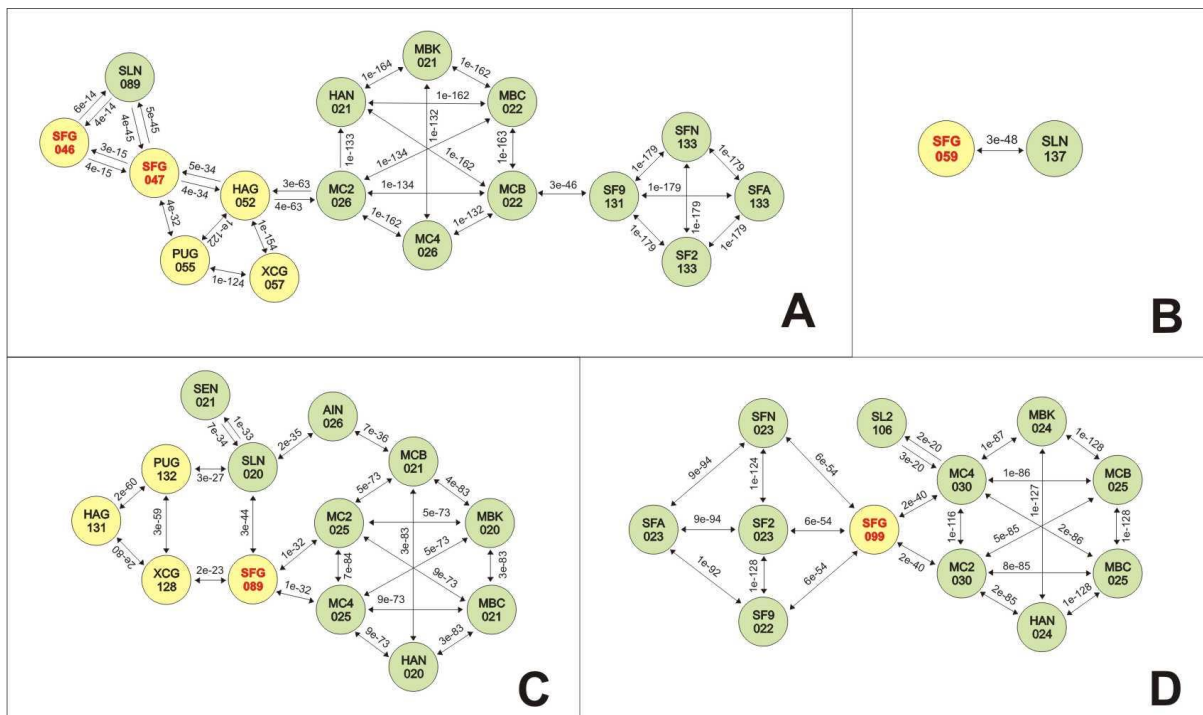 SLN
089
6e-14
4e-14
5e-45
4e-45
SFG
046
3e-15
4e-15
SFG
047
5e-34
4e-34
HAG
052
4e-32
1e-122
1e-154
PUG
055
1e-124
XCG
057
3e-63
4e-63
MBK
021
1e-164
1e-162
HAN
021
1e-162
MBC
022
1e-132
1e-133
1e-134
1e-162
1e-163
MC2
026
1e-134
MCB
022
1e-162
1e-132
MC4
026
3e-46
SFN
133
1e-179
1e-179
SF9
131
1e-179
SFA
133
1e-179
1e-179
1e-179
SF2
133
A
SFG
059
3e-48
SLN
137
B
SEN
021
1e-33
7e-34
AIN
026
2e-35
7e-36
PUG
132
3e-27
SLN
020
MCB
021
2e-60
HAG
131
3e-59
3e-44
5e-73
4e-83
MC2
025
5e-73
MBK
020
2e-80
XCG
128
2e-23
SFG
089
1e-32
1e-32
7e-84
3e-83
5e-73
9e-73
3e-83
MC4
025
9e-73
MBC
021
9e-73
3e-83
HAN
020
C
SFN
023
9e-94
1e-124
6e-54
SFA
023
9e-94
SF2
023
6e-54
SFG
099
1e-92
1e-128
6e-54
SF9
022
SL2
106
2e-20
3e-20
MBK
024
1e-87
1e-128
MC4
030
1e-86
MCB
025
2e-40
1e-127
1e-116
5e-85
2e-86
1e-128
2e-40
MC2
030
8e-85
MBC
025
2e-85
1e-128
HAN
024
D